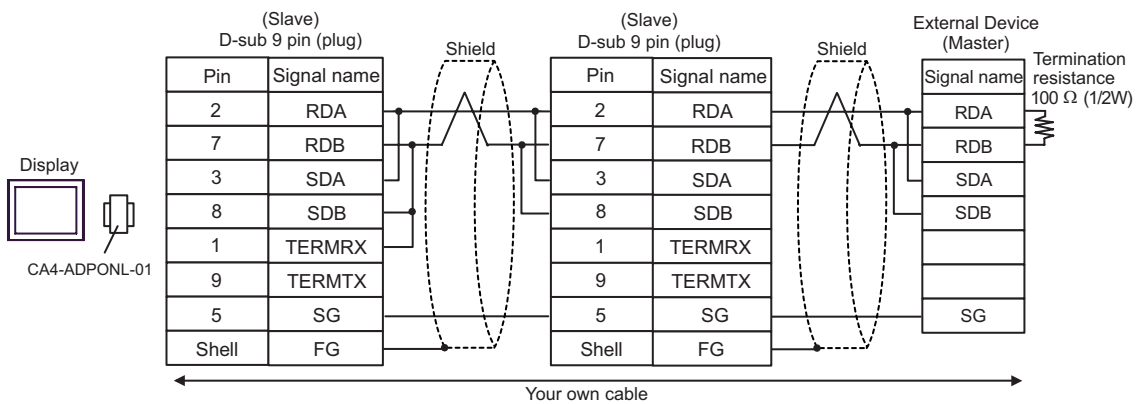 (Slave)
D-sub 9 pin (plug)
Shield
(Slave)
D-sub 9 pin (plug)
Shield
External Device
(Master)
Termination
resistance
100 Ω (1/2W)
Display
CA4-ADPONL-01
Pin Signal name
2 RDA
7 RDB
3 SDA
8 SDB
1 TERMRX
9 TERMTX
5 SG
Shell FG
Pin Signal name
2 RDA
7 RDB
3 SDA
8 SDB
1 TERMRX
9 TERMTX
5 SG
Shell FG
Signal name
RDA
RDB
SDA
SDB
SG
Your own cable